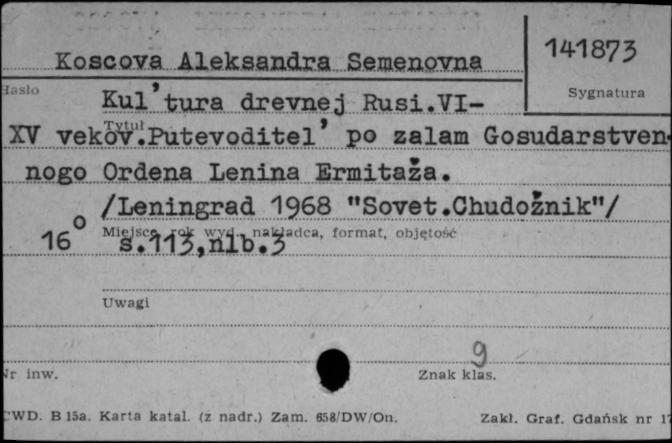 Koscova Aleksandra Semenovna
141873
Hasło
Sygnatura
Kul'tura drevnej Rusi.VI-
Tytuł
XV vekov.Putevoditel' po zalam Gosudarstven-
nogo Ordena Lenina Ermitaža.
/Leningrad 1968 "Sovet.Chudožnik"/
Miejsce, rok wyd., nakładca, format, objętość
16° s.113,nlb.3
Uwagi
9
Nr inw.
Znak klas.
CWD. B 15a. Karta katal. (z nadr.) Zam. 658/DW/On.
Zakł. Graf. Gdańsk nr 17